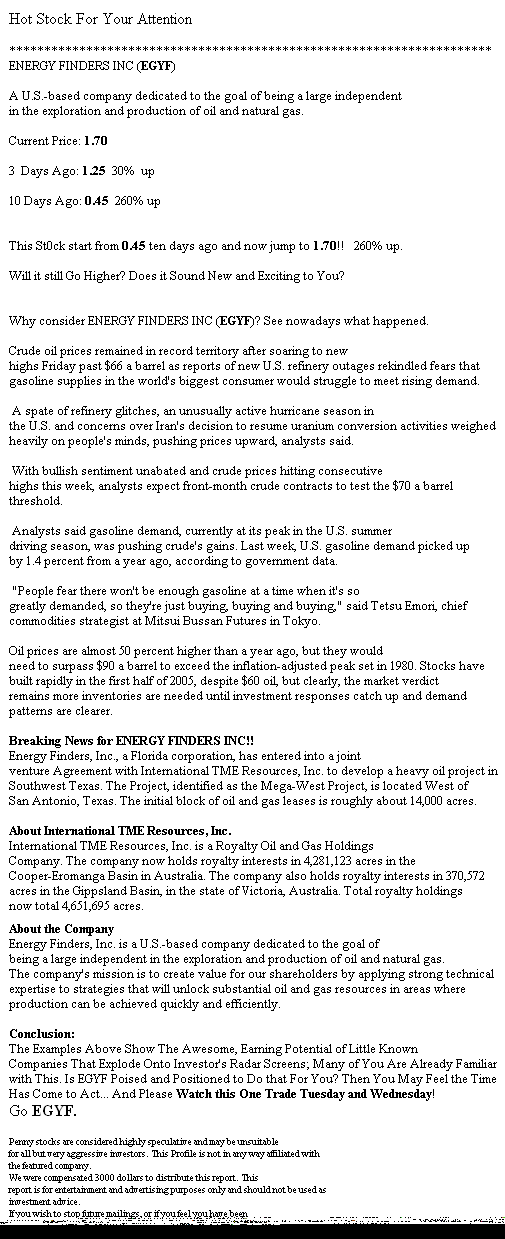 Hot Stock For Your Attention
*********************************************************************
ENERGY FINDERS INC (EGYF)
A U.S.-based company dedicated to the goal of being a large independent
in the exploration and production of oil and natural gas.
Current Price: 1.70
3 Days Ago: 1.25 30% up
10 Days Ago: 0.45 260% up
This St0ck start from 0.45 ten days ago and now jump to 1.70!! 260% up.
Will it still Go Higher? Does it Sound New and Exciting to You?
Why consider ENERGY FINDERS INC (EGYF)? See nowadays what happened.
Crude oil prices remained in record territory after soaring to new
highs Friday past $66 a barrel as reports of new U.S. refinery outages rekindled fears that
gasoline supplies in the world's biggest consumer would struggle to meet rising demand.
A spate of refinery glitches, an unusually active hurricane season in
the U.S. and concerns over Iran's decision to resume uranium conversion activities weighed
heavily on people's minds, pushing prices upward, analysts said.
With bullish sentiment unabated and crude prices hitting consecutive
highs this week, analysts expect front-month crude contracts to test the $70 a barrel
threshold.
Analysts said gasoline demand, currently at its peak in the U.S. summer
driving season, was pushing crude's gains. Last week, U.S. gasoline demand picked up
by 1.4 percent from a year ago, according to government data.
"People fear there won't be enough gasoline at a time when it's so
greatly demanded, so they're just buying, buying and buying," said Tetsu Emori, chief
commodities strategist at Mitsui Bussan Futures in Tokyo.
Oil prices are almost 50 percent higher than a year ago, but they would
need to surpass $90 a barrel to exceed the inflation-adjusted peak set in 1980. Stocks have
built rapidly in the first half of 2005, despite $60 oil, but clearly, the market verdict
remains more inventories are needed until investment responses catch up and demand
patterns are clearer.
Breaking News for ENERGY FINDERS INC!!
Energy Finders, Inc., a Florida corporation, has entered into a joint
venture Agreement with International TME Resources, Inc. to develop a heavy oil project in
Southwest Texas. The Project, identified as the Mega-West Project, is located West of
San Antonio, Texas. The initial block of oil and gas leases is roughly about 14,000 acres.
About International TME Resources, Inc.
International TME Resources, Inc. is a Royalty Oil and Gas Holdings
Company. The company now holds royalty interests in 4,281,123 acres in the
Cooper-Eromanga Basin in Australia. The company also holds royalty interests in 370,572
acres in the Gippsland Basin, in the state of Victoria, Australia. Total royalty holdings
now total 4,651,695 acres.
About the Company
Energy Finders, Inc. is a U.S.-based company dedicated to the goal of
being a large independent in the exploration and production of oil and natural gas.
The company's mission is to create value for our shareholders by applying strong technical
expertise to strategies that will unlock substantial oil and gas resources in areas where
production can be achieved quickly and efficiently.
Conclusion:
The Examples Above Show The Awesome, Earning Potential of Little Known
Companies That Explode Onto Investor's Radar Screens; Many of You Are Already Familiar
with This. Is EGYF Poised and Positioned to Do that For You? Then You May Feel the Time
Has Come to Act... And Please Watch this One Trade Tuesday and Wednesday!
Go EGYF.
Penny stocks are considered highly speculative and may be unsuitable
for all but very aggressive investors. This Profile is not in any way affiliated with
the featured company.
We were compensated 3000 dollars to distribute this report. This
report is for entertainment and advertising purposes only and should not be used as
investment advice.
If you wish to stop future mailings, or if you feel you have been